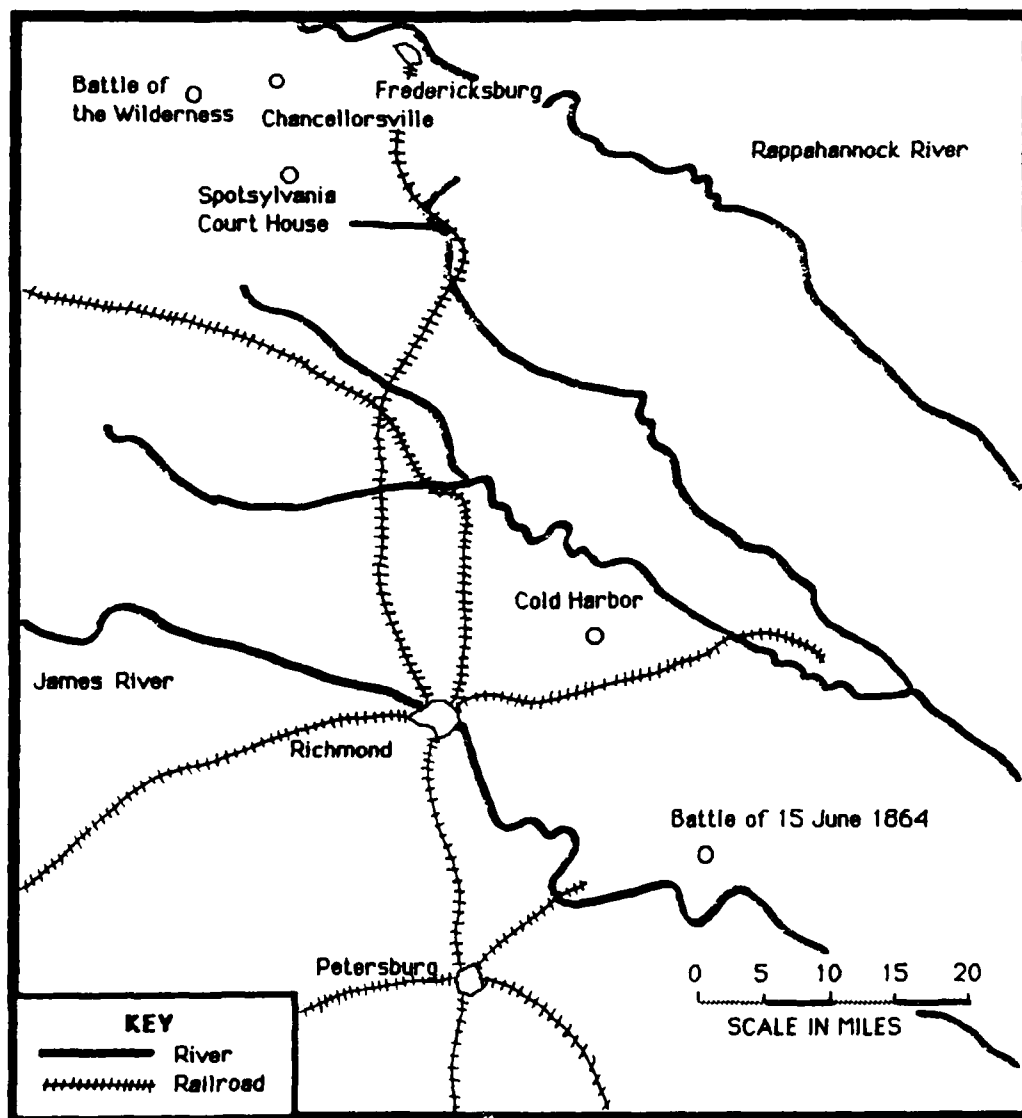 Battle of
the Wilderness
Chancellorsville
Fredericksburg
Rappahannock River
Spotsylvania
Court House
Cold Harbor
James River
Richmond
Battle of 15 June 1864
Petersburg
0 5 10 15 20
SCALE IN MILES
KEY
River
Railroad